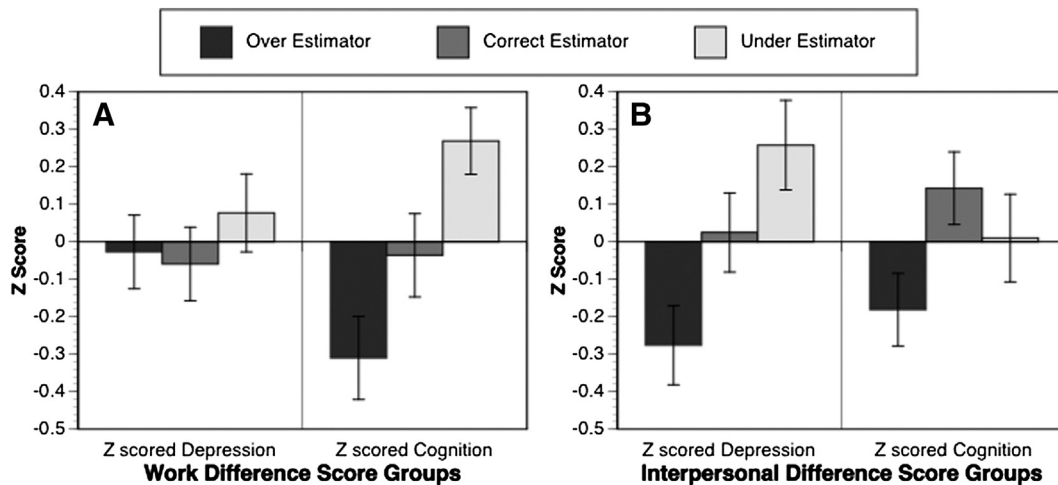 Over Estimator Correct Estimator Under Estimator
A
B
0.4
0.3
0.2
0.1
0
-0.1
-0.2
-0.3
-0.4
-0.5
Z Score
0.4
0.3
0.2
0.1
0
-0.1
-0.2
-0.3
-0.4
-0.5
Z Score
Z scored Depression Z scored Cognition
Work Difference Score Groups
Z scored Depression Z scored Cognition
Interpersonal Difference Score Groups